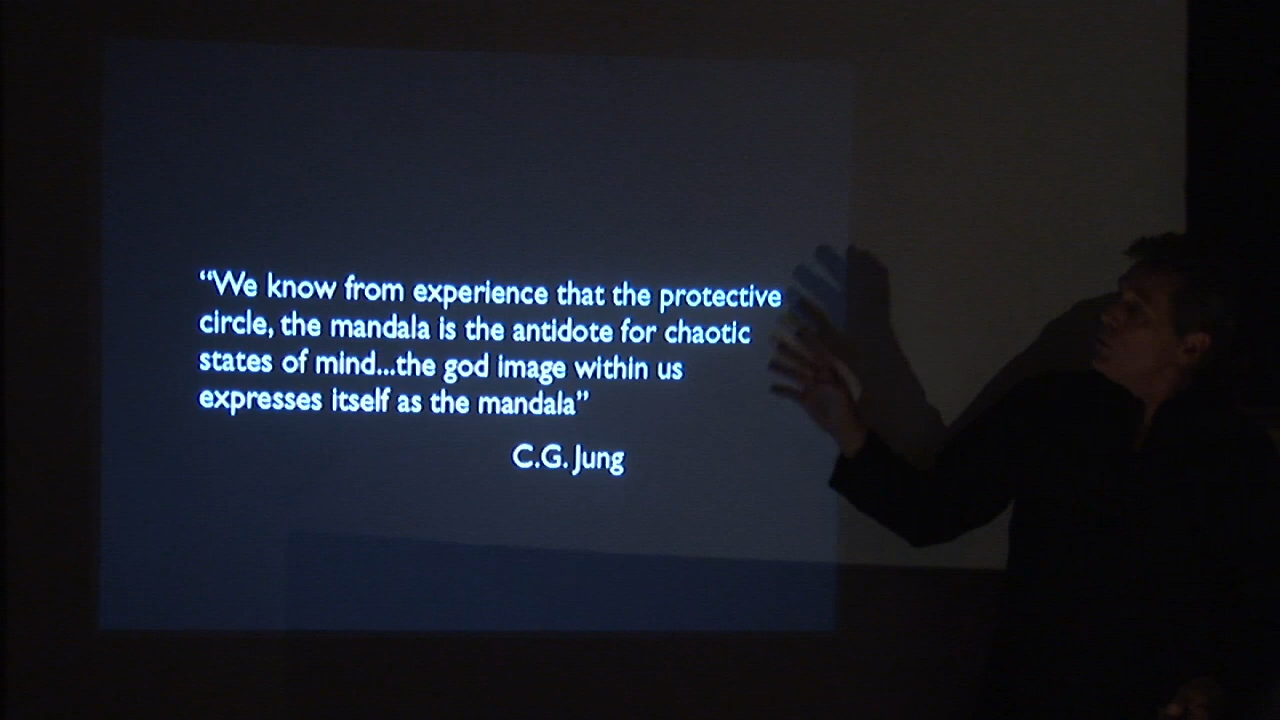 “We know from experience that the protective
circle, the mandala is the antidote for chaotic
states of mind...the god image within us
expresses itself as the mandala”
C.G. Jung